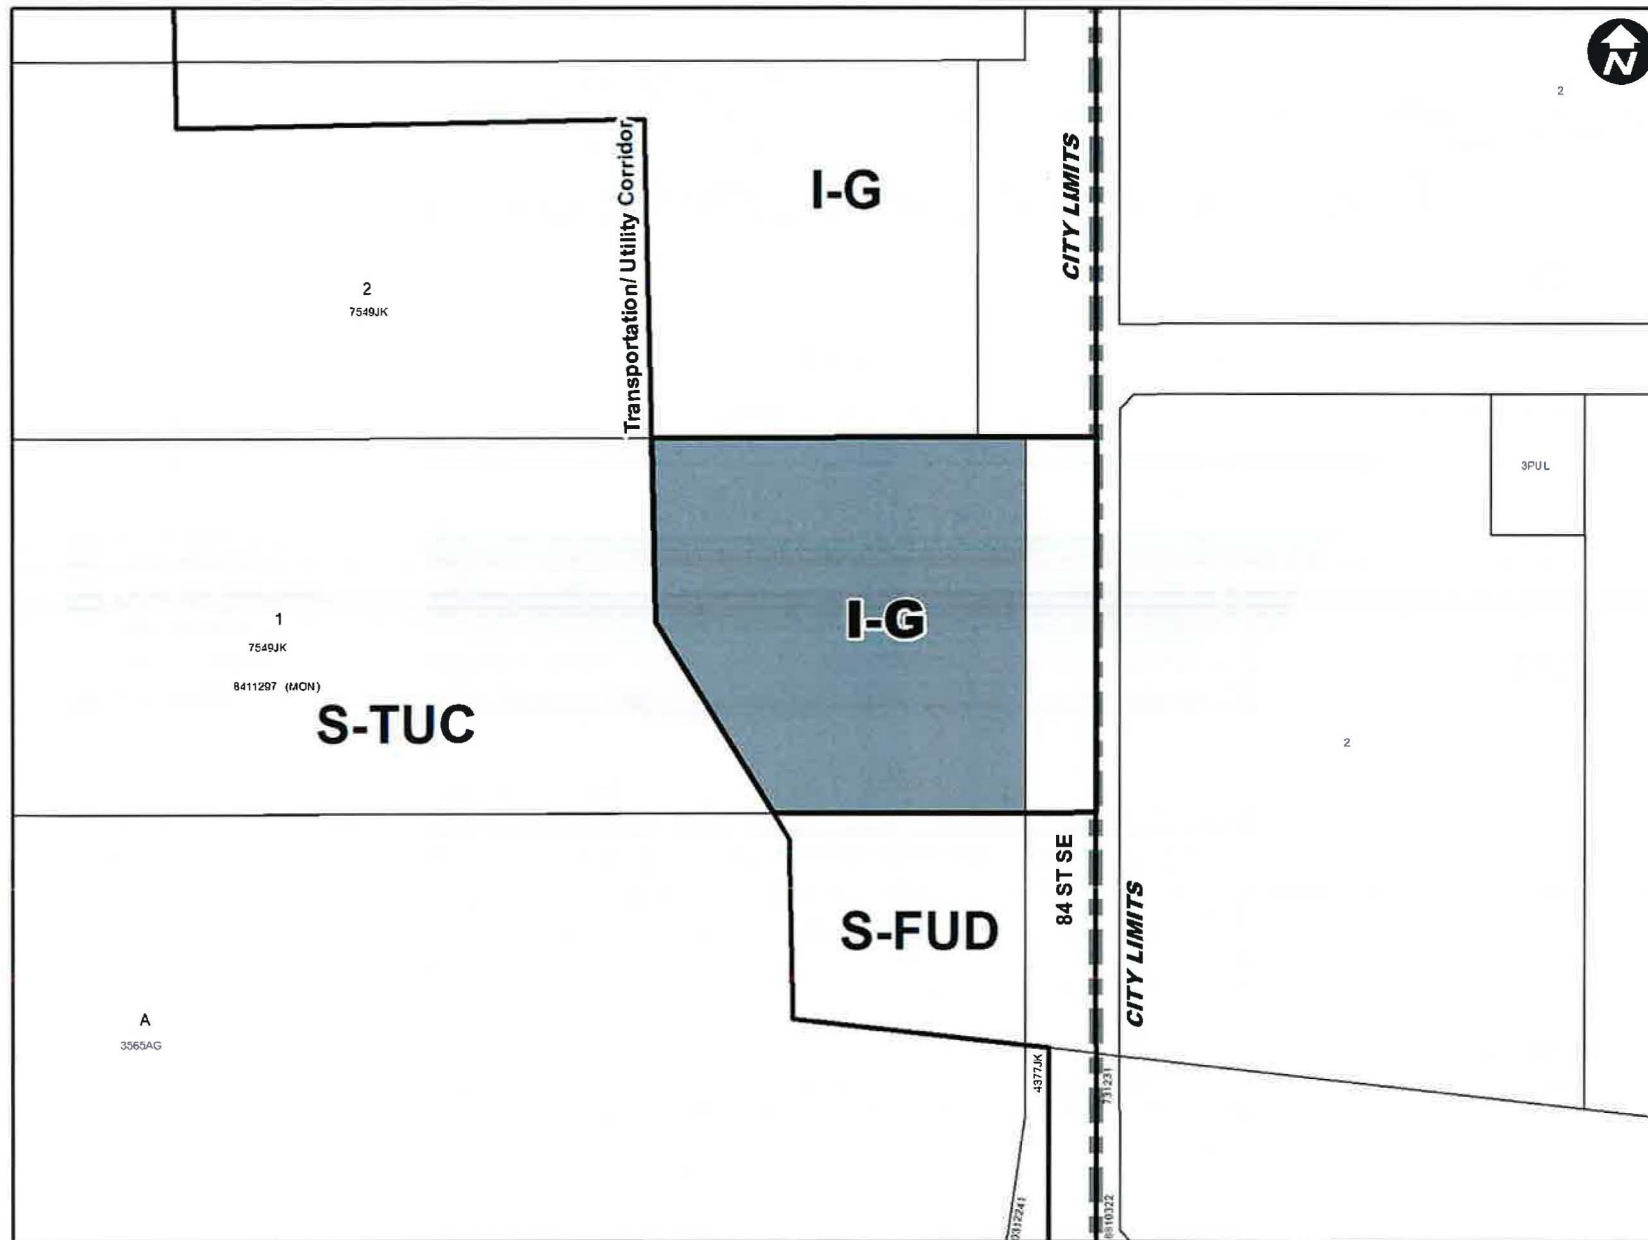 N
2
CITY LIMITS
Transportation/ Utility Corridor
I-G
2
7549JK
3PUL
I-G
1
7549JK
8411297 (MON)
S-TUC
2
84 ST SE
S-FUD
CITY LIMITS
A
3565AG
4377JK
731231
0312241
8810322